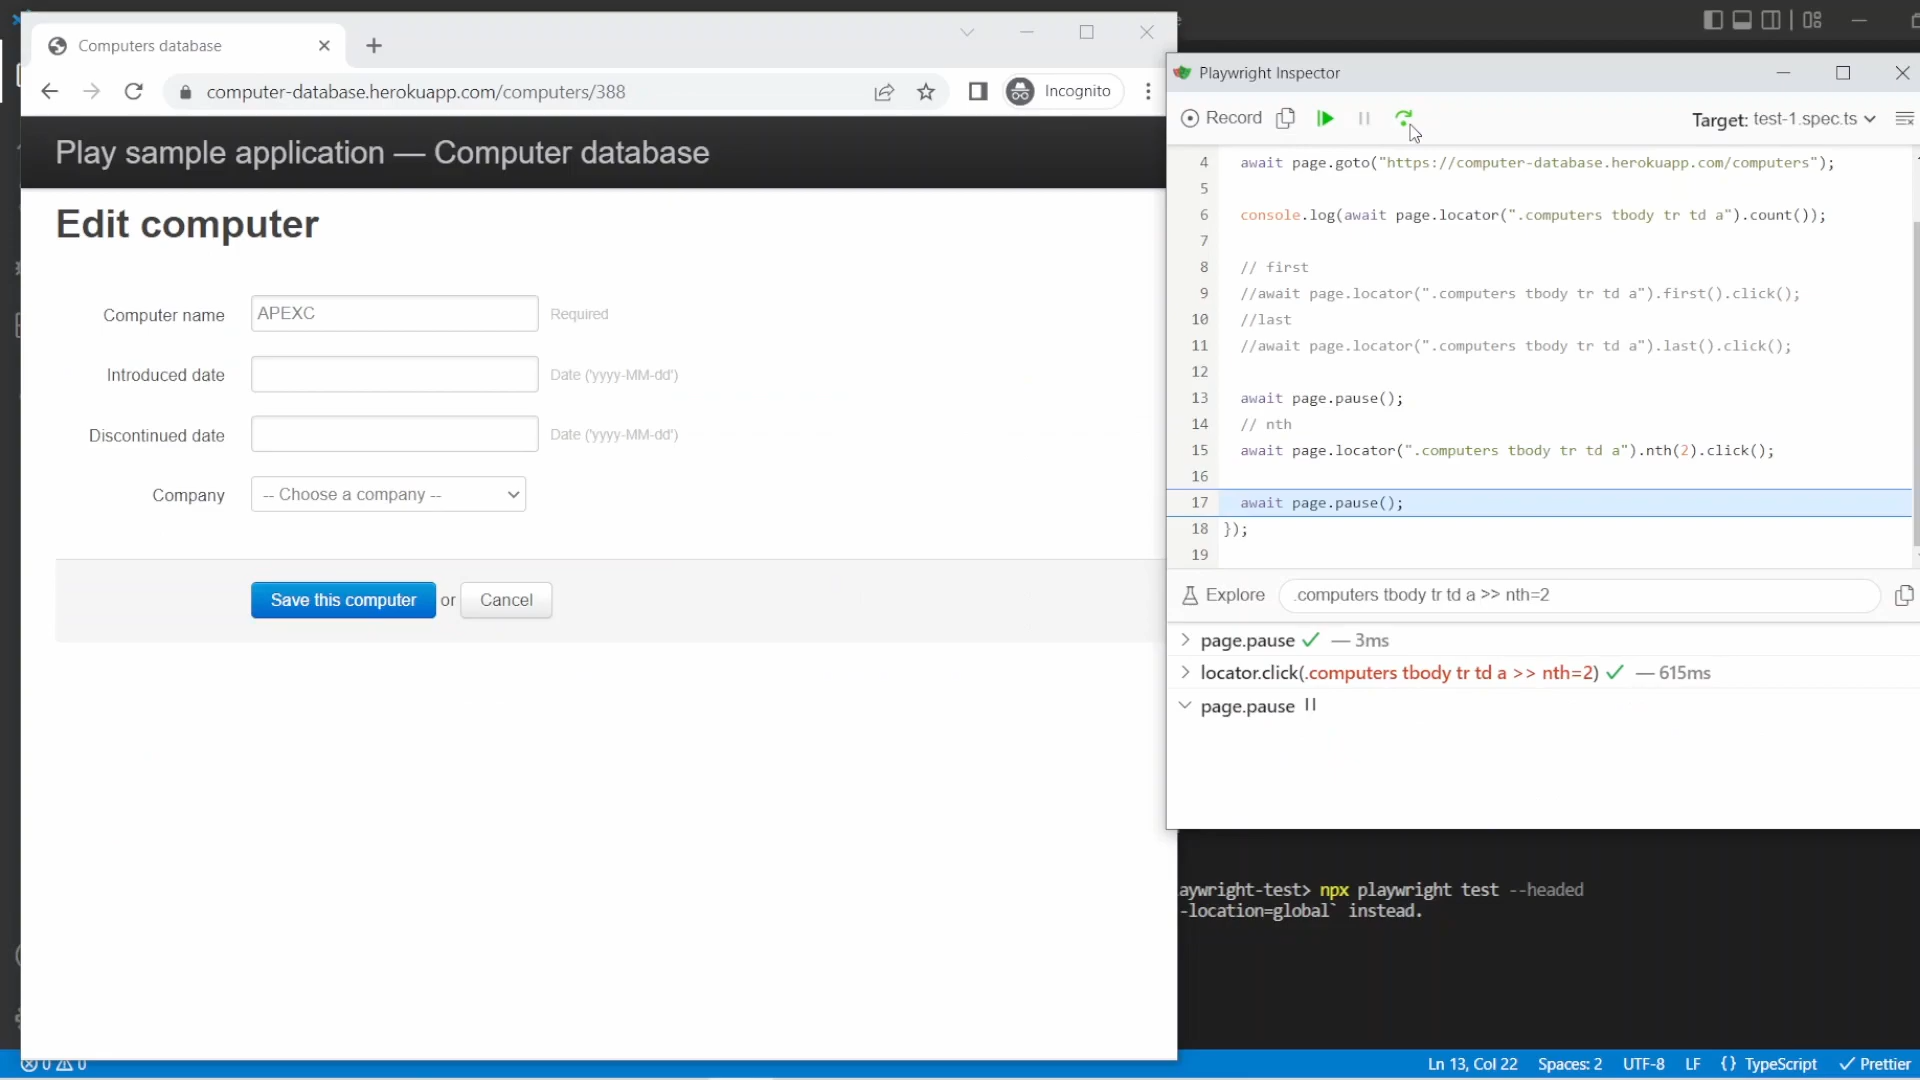 Computers database
computer-database.herokuapp.com/computers/388
Incognito
Play sample application — Computer database
Edit computer
Computer name
APEXC
Required
Introduced date
Date ('yyyy-MM-dd')
Discontinued date
Date ('yyyy-MM-dd')
Company
-- Choose a company --
Save this computer
or
Cancel
Playwright Inspector
Record
Target: test-1.spec.ts
4 await page.goto("https://computer-database.herokuapp.com/computers");
5
6 console.log(await page.locator(".computers tbody tr td a").count());
7
8 // first
9 //await page.locator(".computers tbody tr td a").first().click();
10 //last
11 //await page.locator(".computers tbody tr td a").last().click();
12
13 await page.pause();
14 // nth
15 await page.locator(".computers tbody tr td a").nth(2).click();
16
17 await page.pause();
18 });
19
Explore
.computers tbody tr td a >> nth=2
page.pause ✓ — 3ms
locator.click(.computers tbody tr td a >> nth=2) ✓ — 615ms
page.pause
aywright-test> npx playwright test --headed
-location=global` instead.
0 0
Ln 13, Col 22
Spaces: 2
UTF-8
LF
{} TypeScript
✓ Prettier